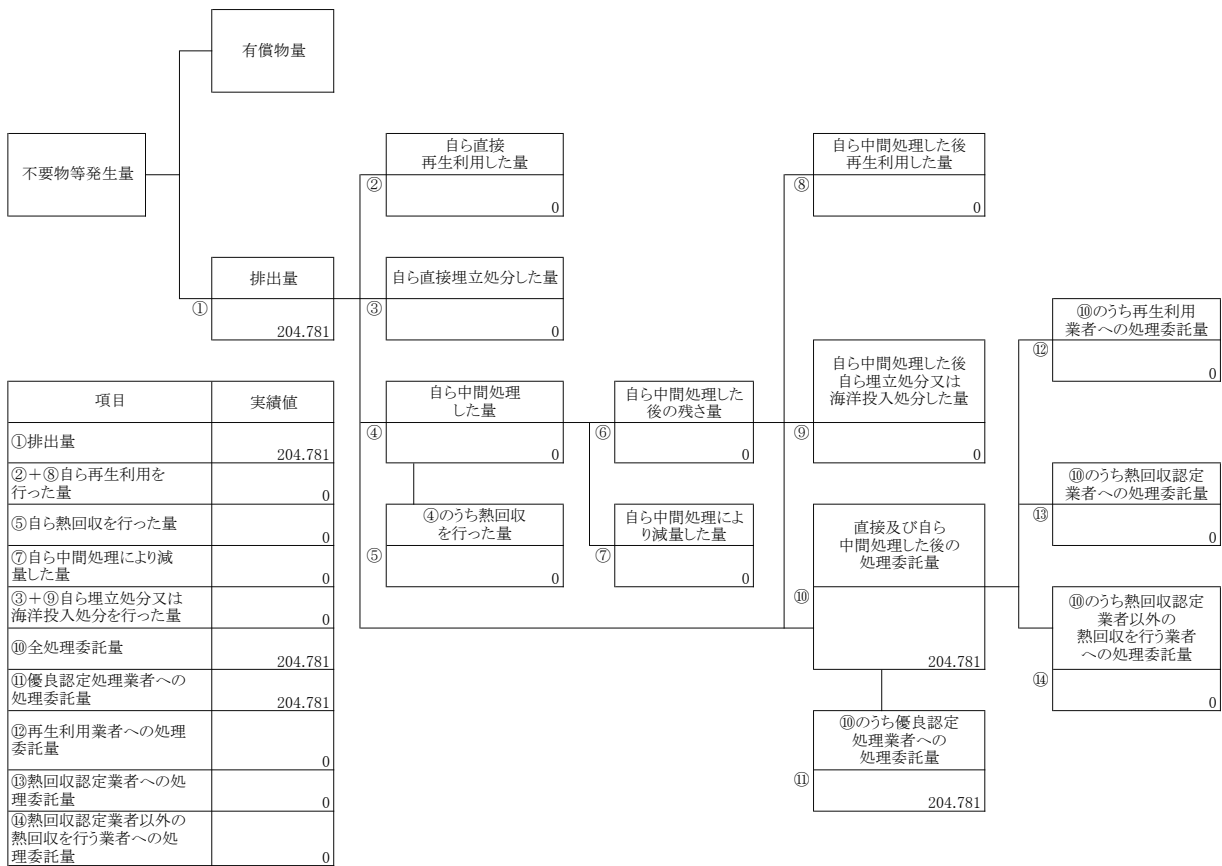 有償物量
不要物等発生量
自ら直接
再生利用した量
②
0
自ら中間処理した後
再生利用した量
⑧
0
排出量
①
204.781
自ら直接埋立処分した量
③
0
⑩のうち再生利用
業者への処理委託量
⑫
0
自ら中間処理
した量
④
0
自ら中間処理した
後の残さ量
⑥
0
自ら中間処理した後
自ら埋立処分又は
海洋投入処分した量
⑨
0
⑩のうち熱回収認定
業者への処理委託量
⑬
0
④のうち熱回収
を行った量
⑤
0
自ら中間処理によ
り減量した量
⑦
0
直接及び自ら
中間処理した後の
処理委託量
⑩
204.781
⑩のうち熱回収認定
業者以外の
熱回収を行う業者
への処理委託量
⑭
0
⑩のうち優良認定
処理業者への
処理委託量
⑪
204.781
項目 実績値
①排出量 204.781
②+⑧自ら再生利用を
行った量 0
⑤自ら熱回収を行った量 0
⑦自ら中間処理により減
量した量 0
③+⑨自ら埋立処分又は
海洋投入処分を行った量 0
⑩全処理委託量 204.781
⑪優良認定処理業者への
処理委託量 204.781
⑫再生利用業者への処理
委託量 0
⑬熱回収認定業者への処
理委託量 0
⑭熱回収認定業者以外の
熱回収を行う業者への処
理委託量 0